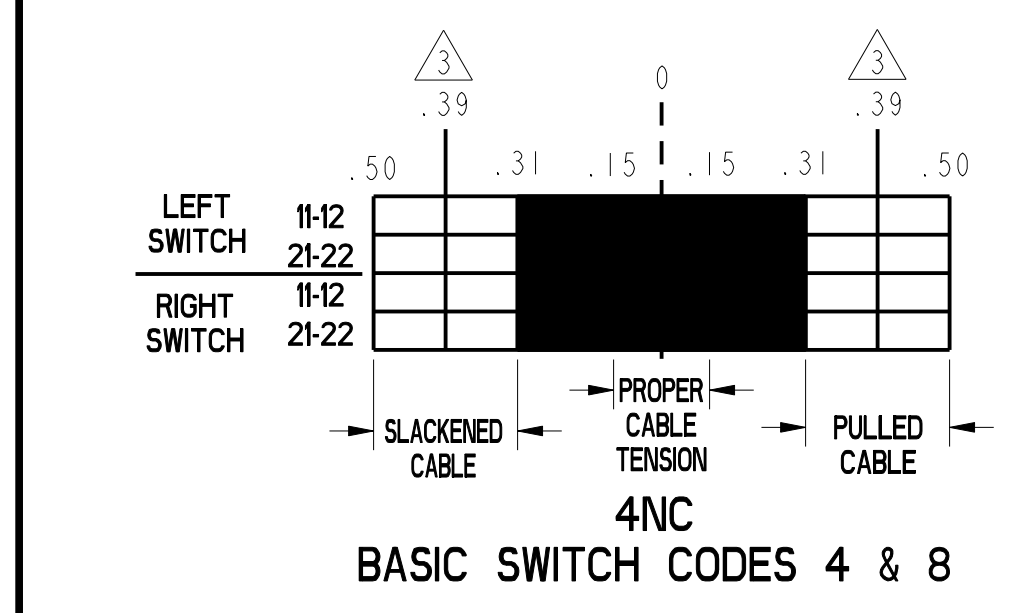 3 0 3
.39 .39
.50 .31 .15 .15 .31 .50
LEFT
SWITCH
11-12
21-22
RIGHT
SWITCH
11-12
21-22
SLACKENED
CABLE
PROPER
CABLE
TENSION
PULLED
CABLE
4NC
BASIC SWITCH CODES 4 & 8